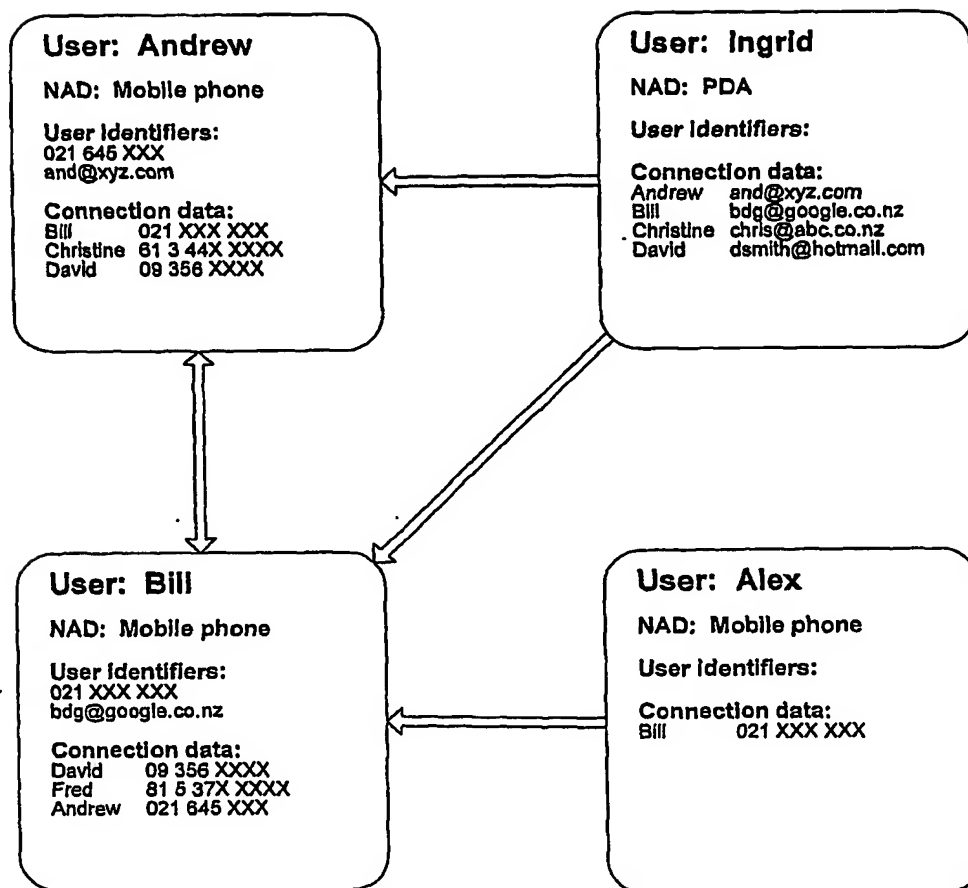 User: Andrew
NAD: Mobile phone
User identifiers:
021 645 XXX
and@xyz.com
Connection data:
Bill 021 XXX XXX
Christine 61 3 44X XXXX
David 09 356 XXXX
User: Ingrid
NAD: PDA
User identifiers:
Connection data:
Andrew and@xyz.com
Bill bdg@google.co.nz
Christine chris@abc.co.nz
David dsmith@hotmail.com
User: Bill
NAD: Mobile phone
User identifiers:
021 XXX XXX
bdg@google.co.nz
Connection data:
David 09 356 XXXX
Fred 81 5 37X XXXX
Andrew 021 645 XXX
User: Alex
NAD: Mobile phone
User identifiers:
Connection data:
Bill 021 XXX XXX